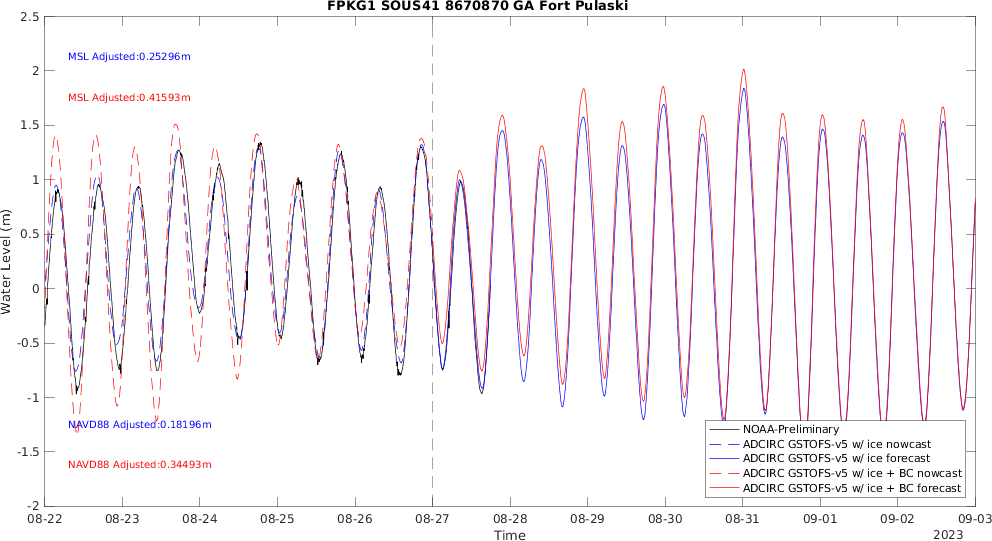 FPKG1 SOUS41 8670870 GA Fort Pulaski
2.5
2
1.5
1
0.5
0
-0.5
-1
-1.5
-2
Water Level (m)
MSL Adjusted:0.25296m
MSL Adjusted:0.41593m
NAVD88 Adjusted:0.18196m
NAVD88 Adjusted:0.34493m
NOAA-Preliminary
ADCIRC GSTOFS-v5 w/ ice nowcast
ADCIRC GSTOFS-v5 w/ ice forecast
ADCIRC GSTOFS-v5 w/ ice + BC nowcast
ADCIRC GSTOFS-v5 w/ ice + BC forecast
08-22 08-23 08-24 08-25 08-26 08-27 08-28 08-29 08-30 08-31 09-01 09-02 09-03
Time
2023